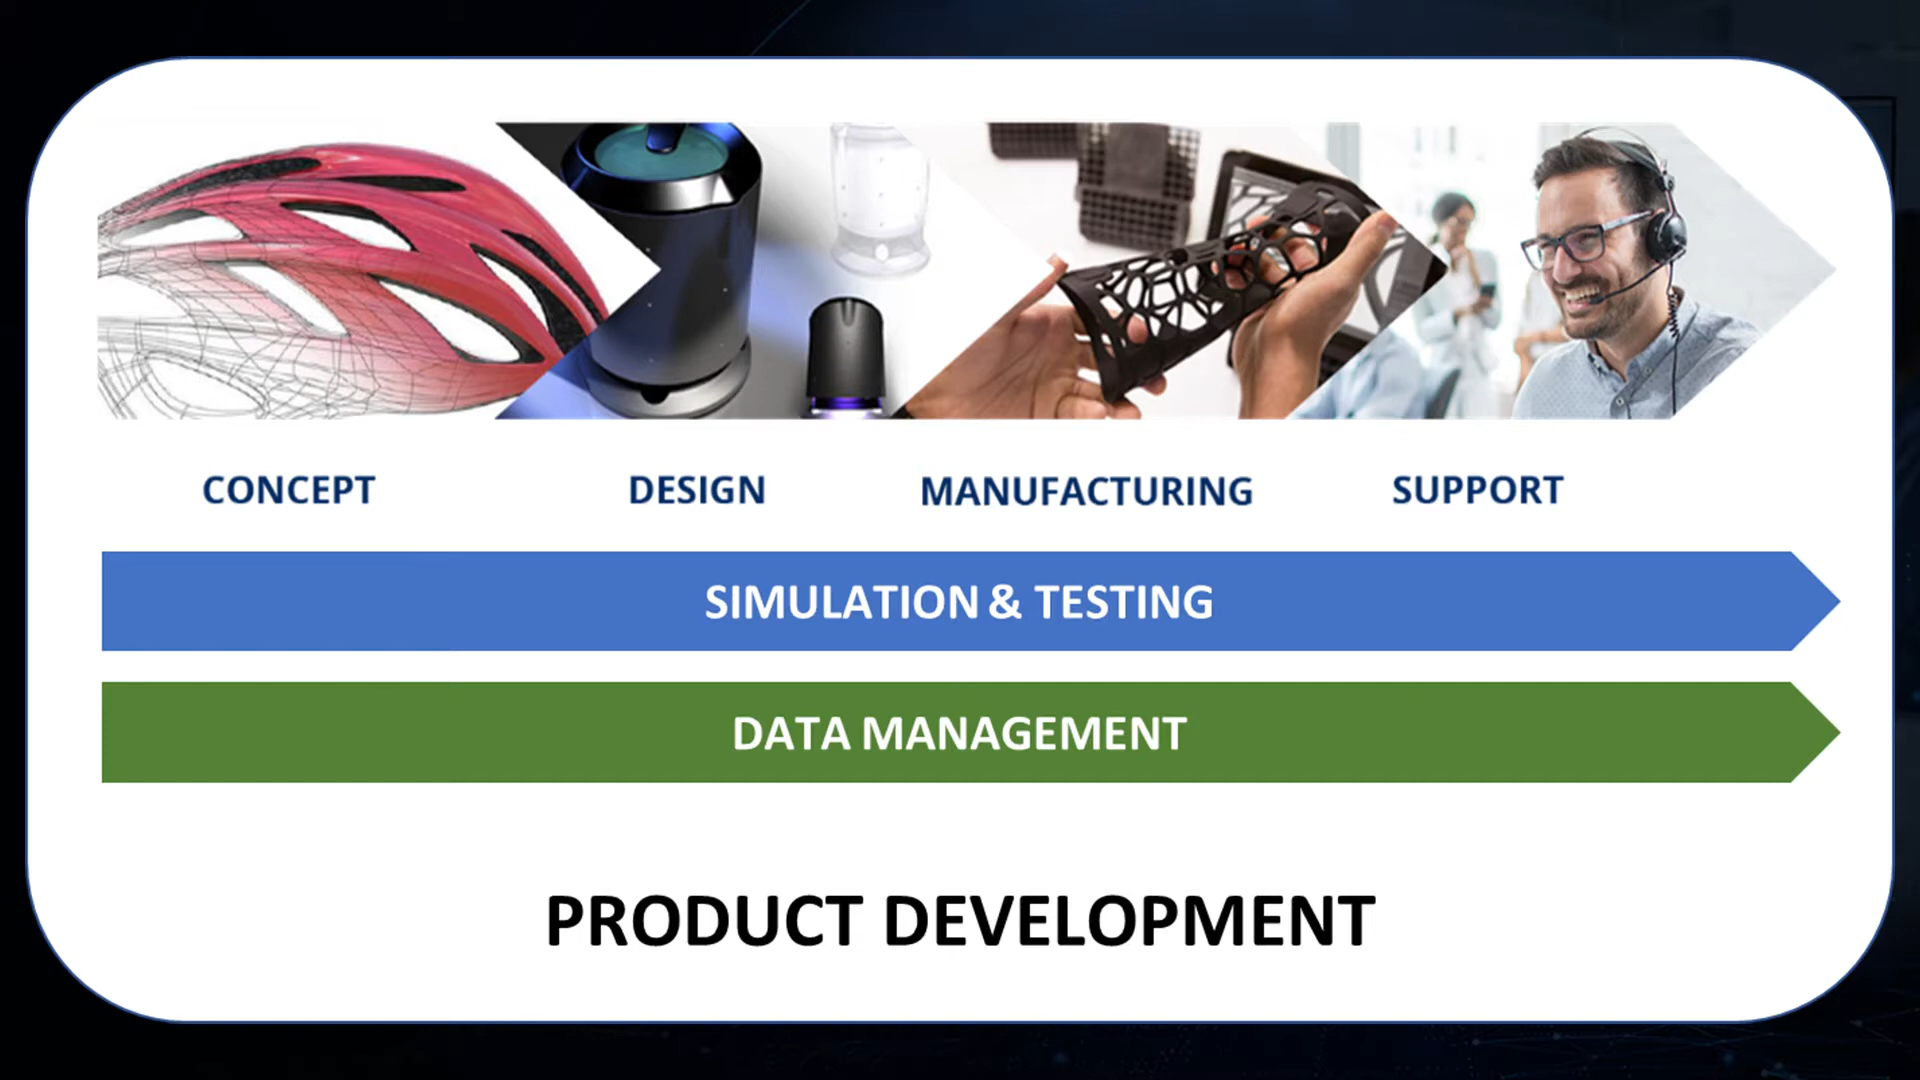 CONCEPT
DESIGN
MANUFACTURING
SUPPORT
SIMULATION & TESTING
DATA MANAGEMENT
PRODUCT DEVELOPMENT